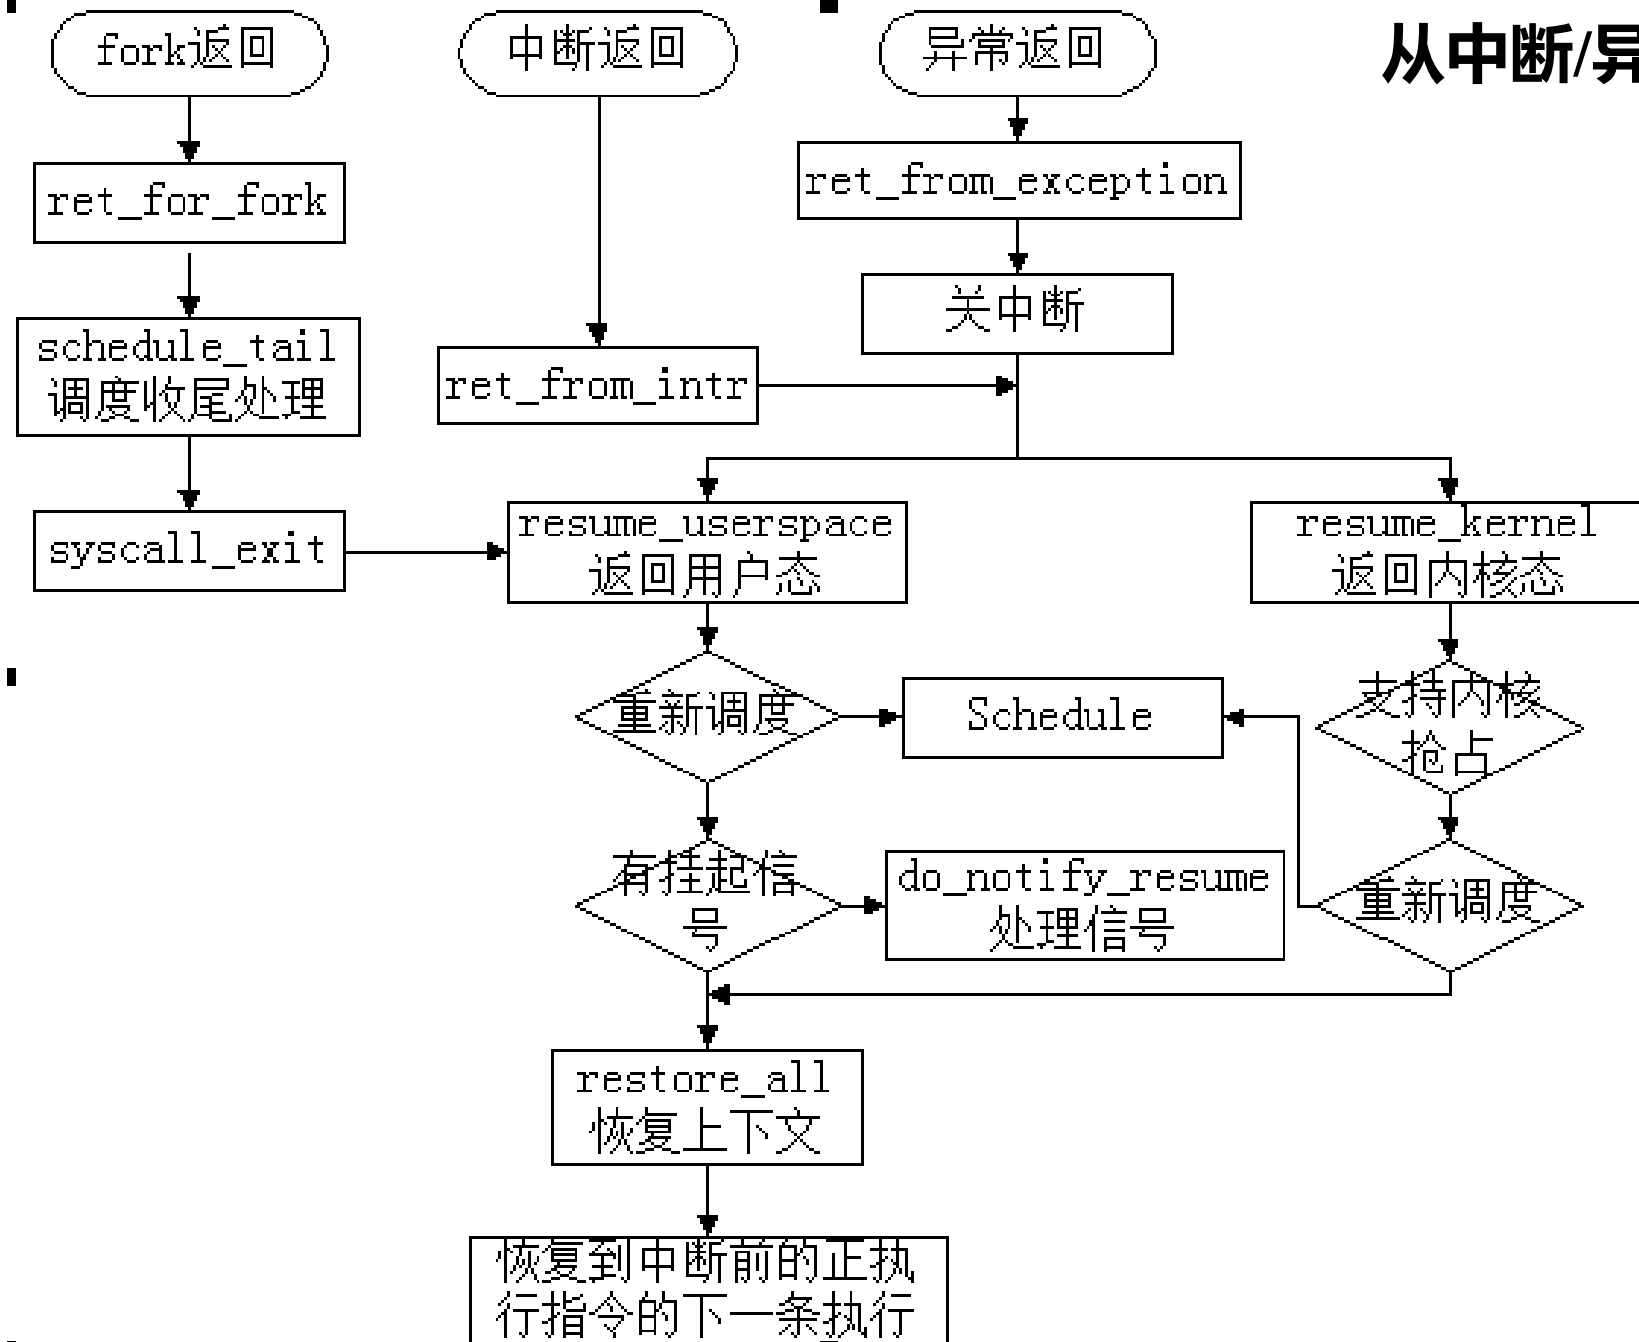 fork返回
中断返回
异常返回
从中断/异
ret_for_fork
ret_from_exception
关中断
schedule_tail
调度收尾处理
ret_from_intr
syscall_exit
resume_userspace
返回用户态
resume_kernel
返回内核态
重新调度
Schedule
支持内核
抢占
有挂起信
号
do_notify_resume
处理信号
重新调度
restore_all
恢复上下文
恢复到中断前的正执
行指令的下一条执行